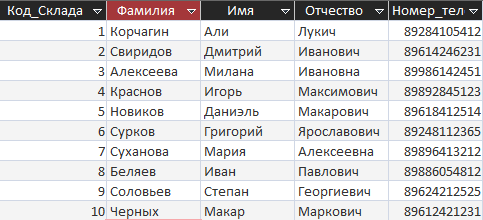 Код_Склада Фамилия Имя Отчество Номер_тел
1 Корчагин Али Лукич 89284105412
2 Свиридов Дмитрий Иванович 89614246231
3 Алексеева Милана Ивановна 89986142451
4 Краснов Игорь Максимович 89892845123
5 Новиков Даниэль Макарович 89618412514
6 Сурков Григорий Ярославович 89248112365
7 Суханова Мария Алексеевна 89896413212
8 Беляев Иван Павлович 89886054812
9 Соловьев Степан Георгиевич 89624212525
10 Черных Макар Маркович 89612421231